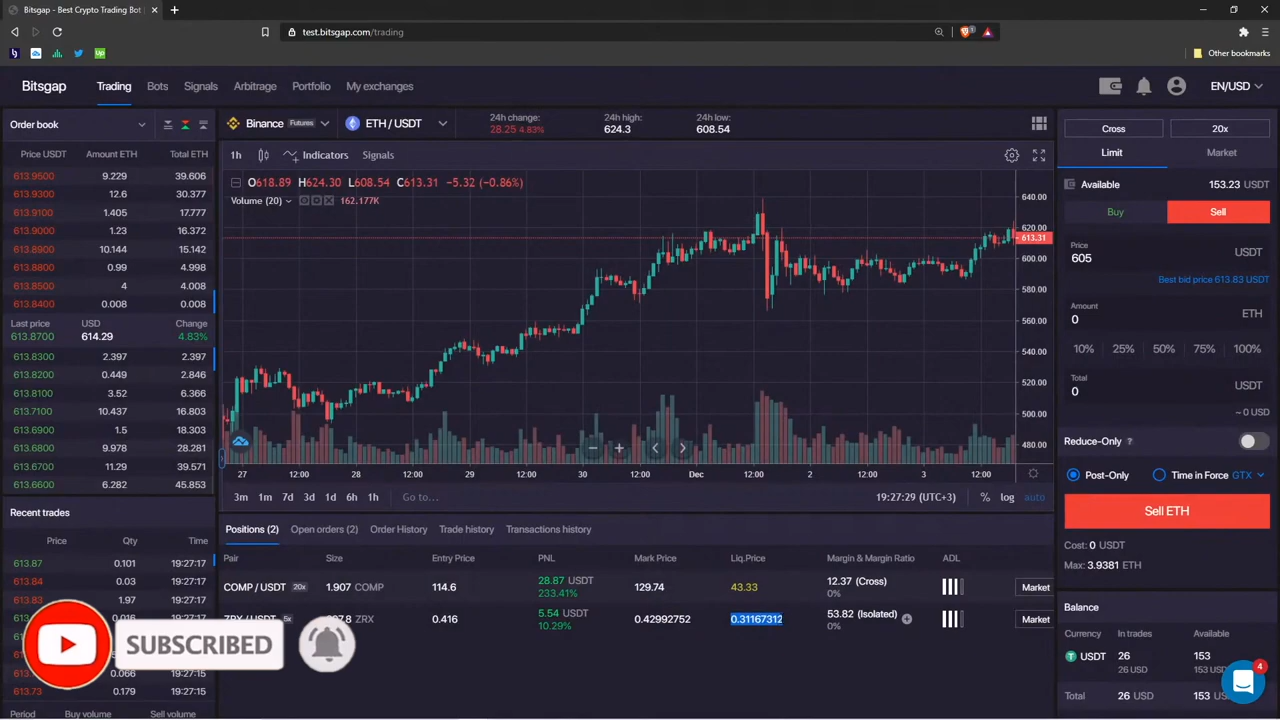 Bitsgap - Best Crypto Trading Bot
test.bitsgap.com/trading
Other bookmarks
Bitsgap Trading Bots Signals Arbitrage Portfolio My exchanges EN/USD
Order book
Price USDT Amount ETH Total ETH
613.9500 9.229 39.606
613.9300 12.6 30.377
613.9100 1.405 17.777
613.9000 1.23 16.372
613.8900 10.144 15.142
613.8800 0.99 4.998
613.8500 4 4.008
613.8400 0.008 0.008
Last price USD Change
613.8700 614.29 4.83%
613.8300 2.397 2.397
613.8200 0.449 2.846
613.8100 3.52 6.366
613.7100 10.437 16.803
613.6900 1.5 18.303
613.6800 9.978 28.281
613.6700 11.29 39.571
613.6600 6.282 45.853
Recent trades
Price Qty Time
613.87 0.101 19:27:17
613.84 0.03 19:27:17
613.83 1.97 19:27:17
0.066 19:27:15
613.73 0.179 19:27:15
Period Buy volume Sell volume
Binance Futures ETH / USDT
24h change:
28.25 4.83%
24h high:
624.3
24h low:
608.54
1h Indicators Signals
O618.89 H624.30 L608.54 C613.31 −5.32 (−0.86%)
Volume (20) 162.177K
640.00
620.00
613.31
600.00
580.00
560.00
540.00
520.00
500.00
480.00
27 12:00 28 12:00 29 12:00 30 12:00 Dec 12:00 2 12:00 3 12:00
3m 1m 7d 3d 1d 6h 1h Go to... 19:27:29 (UTC+3) % log auto
Positions (2) Open orders (2) Order History Trade history Transactions history
Pair Size Entry Price PNL Mark Price Liq.Price Margin & Margin Ratio ADL
COMP / USDT 20x 1.907 COMP 114.6 28.87 USDT 129.74 43.33 12.37 (Cross) Market
233.41% 0%
ZRX / USDT 5x ZRX 0.416 5.54 USDT 0.42992752 0.31167312 53.82 (Isolated) Market
10.29% 0%
Cross 20x
Limit Market
Available 153.23 USDT
Buy Sell
Price
605 USDT
Best bid price 613.83 USDT
Amount
0 ETH
10% 25% 50% 75% 100%
Total
0 USDT
~ 0 USD
Reduce-Only ?
Post-Only Time in Force GTX
Sell ETH
Cost: 0 USDT
Max: 3.9381 ETH
Balance
Currency In trades Available
USDT 26 153
26 USD 153
Total 26 USD 153
4
SUBSCRIBED